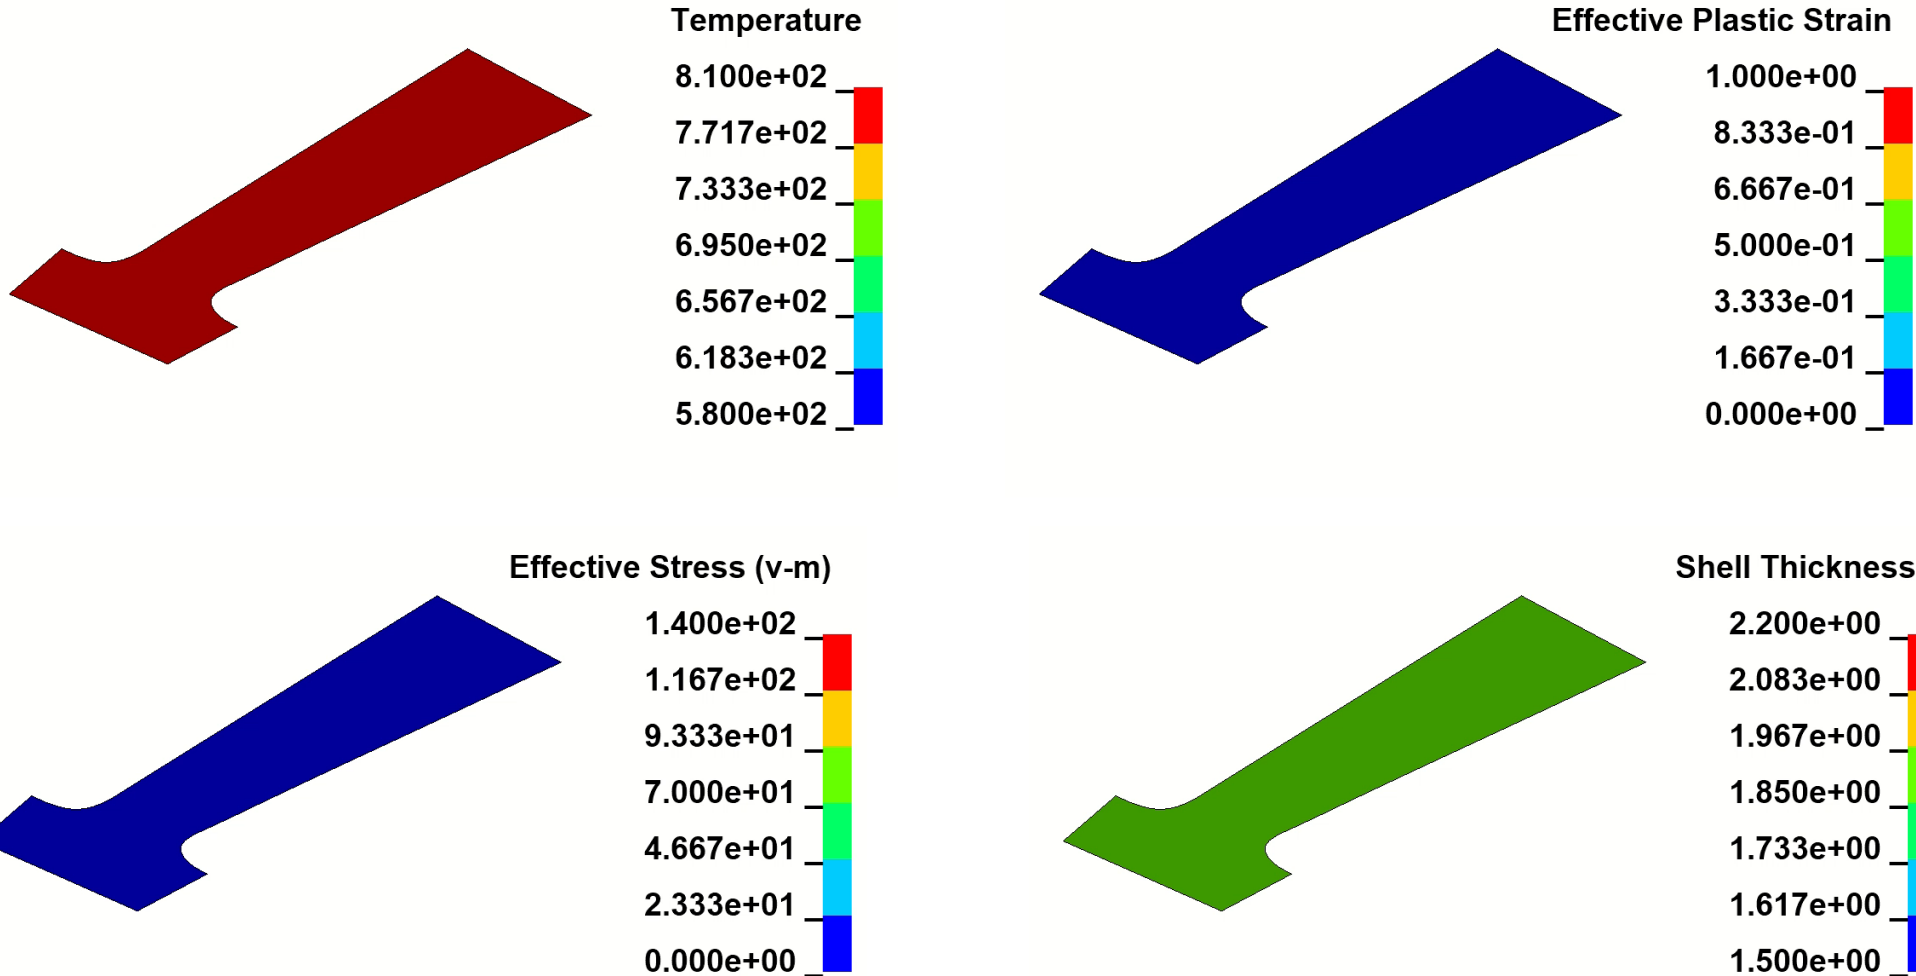 Temperature
8.100e+02
7.717e+02
7.333e+02
6.950e+02
6.567e+02
6.183e+02
5.800e+02
Effective Plastic Strain
1.000e+00
8.333e-01
6.667e-01
5.000e-01
3.333e-01
1.667e-01
0.000e+00
Effective Stress (v-m)
1.400e+02
1.167e+02
9.333e+01
7.000e+01
4.667e+01
2.333e+01
0.000e+00
Shell Thickness
2.200e+00
2.083e+00
1.967e+00
1.850e+00
1.733e+00
1.617e+00
1.500e+00